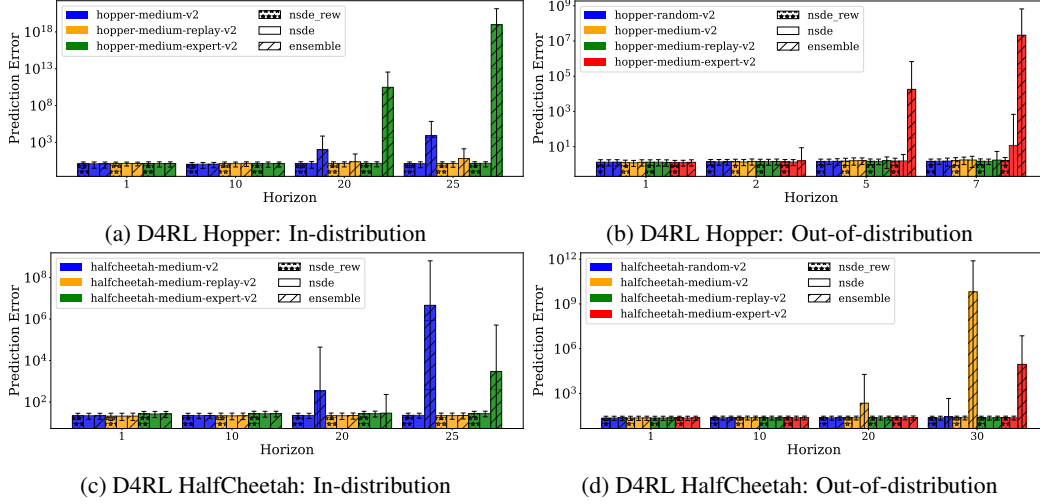 hopper-medium-v2
hopper-medium-replay-v2
hopper-medium-expert-v2
nsde_rew
nsde
ensemble
Prediction Error
10^18
10^13
10^8
10^3
1 10 20 25
Horizon
(a) D4RL Hopper: In-distribution
hopper-random-v2
hopper-medium-v2
hopper-medium-replay-v2
hopper-medium-expert-v2
nsde_rew
nsde
ensemble
Prediction Error
10^9
10^7
10^5
10^3
10^1
1 2 5 7
Horizon
(b) D4RL Hopper: Out-of-distribution
halfcheetah-medium-v2
halfcheetah-medium-replay-v2
halfcheetah-medium-expert-v2
nsde_rew
nsde
ensemble
Prediction Error
10^8
10^6
10^4
10^2
1 10 20 25
Horizon
(c) D4RL HalfCheetah: In-distribution
halfcheetah-random-v2
halfcheetah-medium-v2
halfcheetah-medium-replay-v2
halfcheetah-medium-expert-v2
nsde_rew
nsde
ensemble
Prediction Error
10^12
10^9
10^6
10^3
1 10 20 30
Horizon
(d) D4RL HalfCheetah: Out-of-distribution